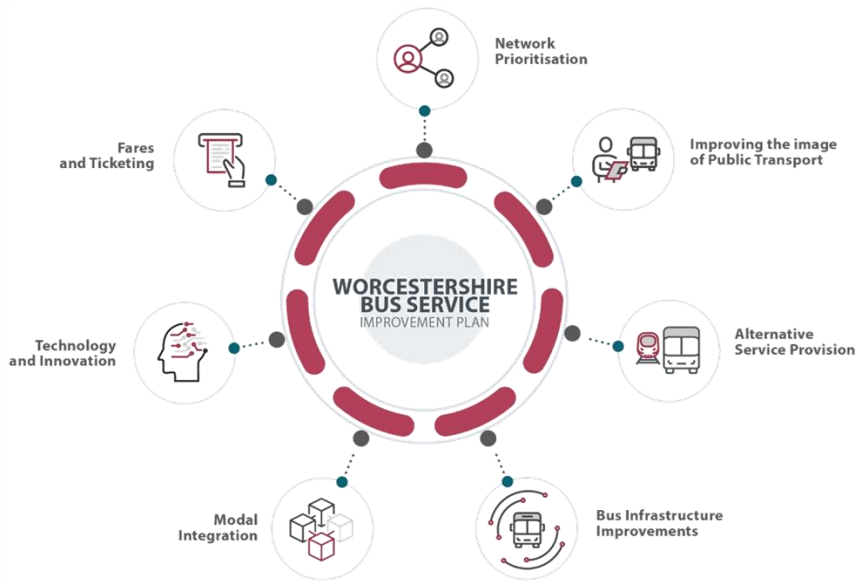 Network
Prioritisation
Fares
and Ticketing
Improving the image
of Public Transport
WORCESTERSHIRE
BUS SERVICE
IMPROVEMENT PLAN
Technology
and Innovation
Alternative
Service Provision
Modal
Integration
Bus Infrastructure
Improvements